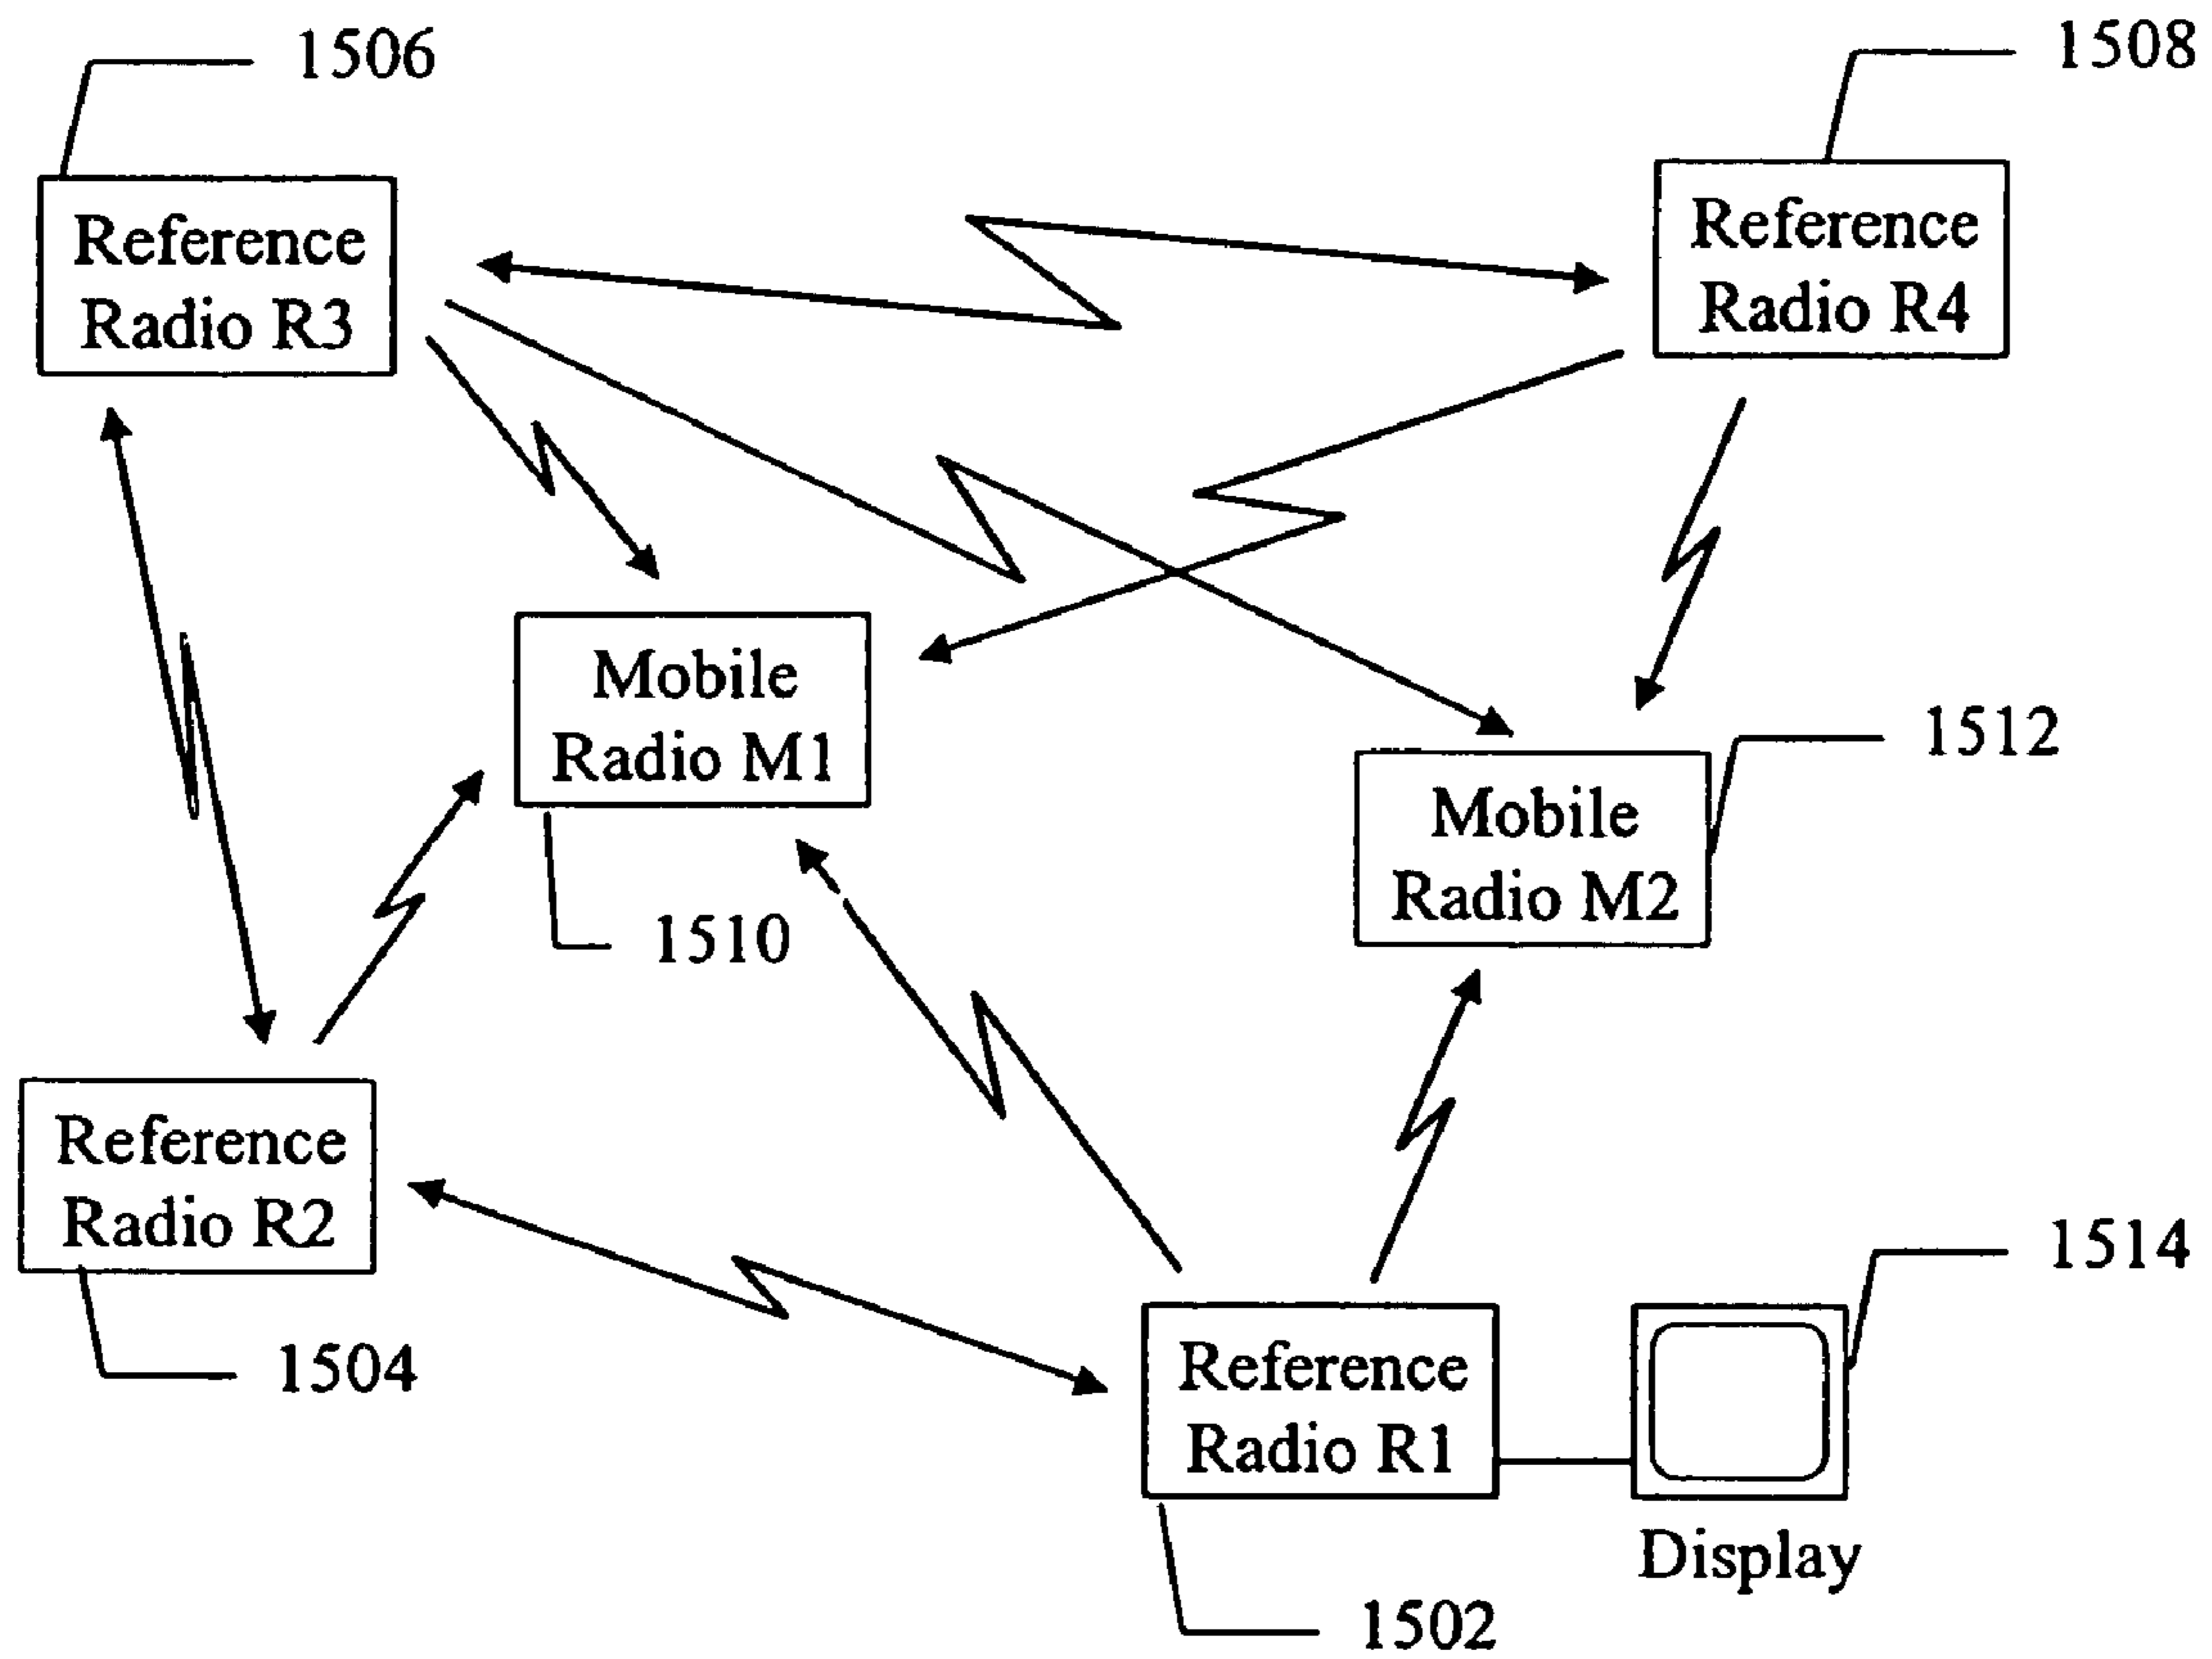 1506
1508
Reference
Radio R3
Reference
Radio R4
Mobile
Radio M1
1512
Mobile
Radio M2
1510
Reference
Radio R2
1514
1504
Reference
Radio R1
Display
1502